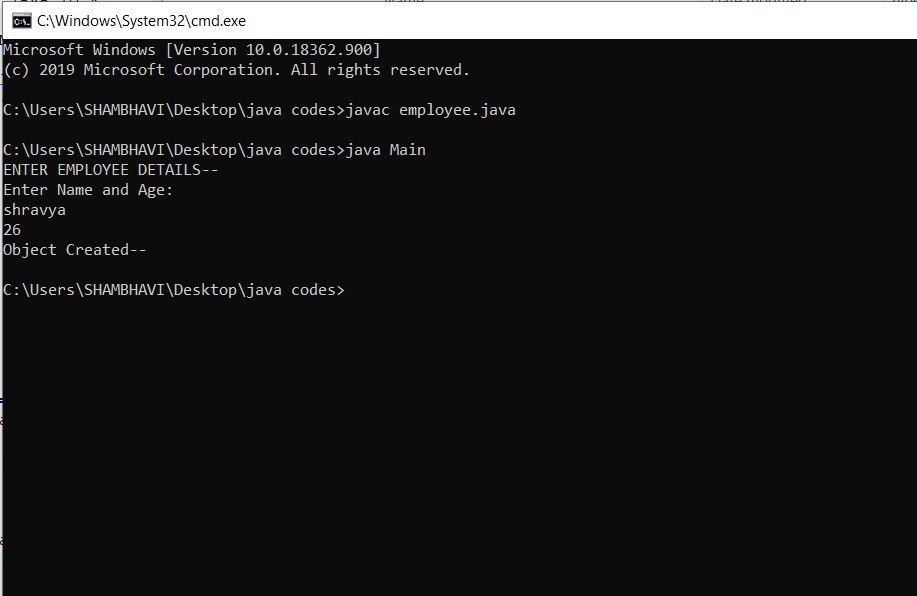 C:\Windows\System32\cmd.exe
Microsoft Windows [Version 10.0.18362.900]
(c) 2019 Microsoft Corporation. All rights reserved.
C:\Users\SHAMBHAVI\Desktop\java codes>javac employee.java
C:\Users\SHAMBHAVI\Desktop\java codes>java Main
ENTER EMPLOYEE DETAILS--
Enter Name and Age:
shravya
26
Object Created--
C:\Users\SHAMBHAVI\Desktop\java codes>